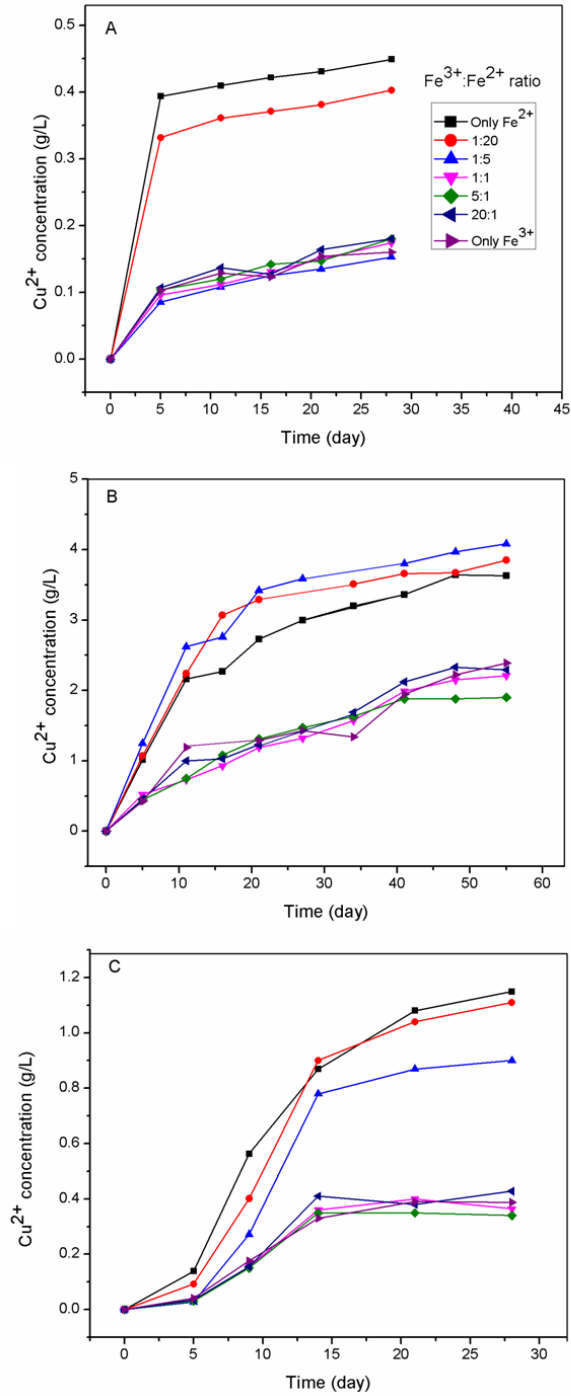 A
Fe³⁺:Fe²⁺ ratio
Only Fe²⁺
1:20
1:5
1:1
5:1
20:1
Only Fe³⁺
Cu²⁺ concentration (g/L)
0.5
0.4
0.3
0.2
0.1
0.0
0 5 10 15 20 25 30 35 40 45
Time (day)
B
Cu²⁺ concentration (g/L)
5
4
3
2
1
0
0 10 20 30 40 50 60
Time (day)
C
Cu²⁺ concentration (g/L)
1.2
1.0
0.8
0.6
0.4
0.2
0.0
0 5 10 15 20 25 30
Time (day)